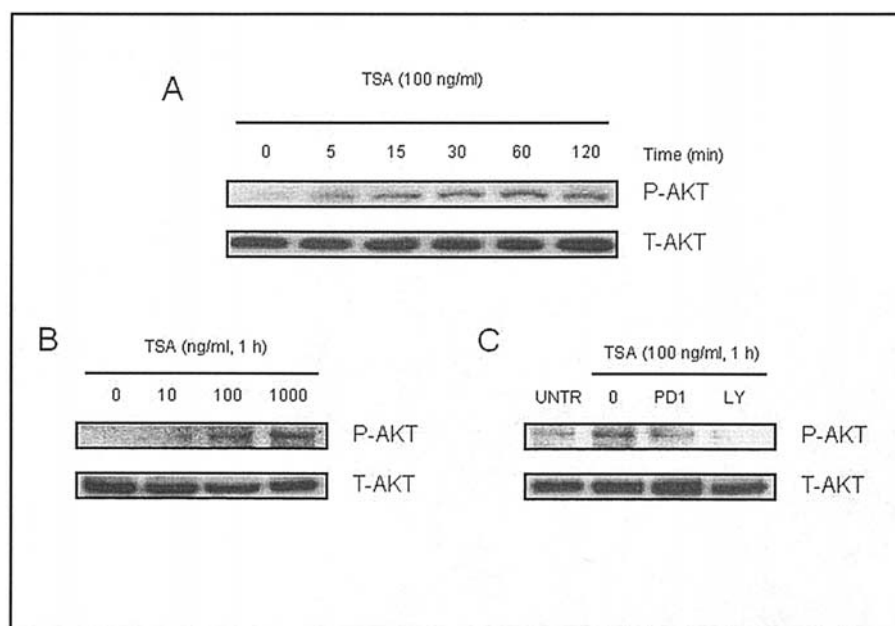 A
TSA (100 ng/ml)
0 5 15 30 60 120 Time (min)
P-AKT
T-AKT
B
TSA (ng/ml, 1 h)
0 10 100 1000
P-AKT
T-AKT
C
TSA (100 ng/ml, 1 h)
UNTR 0 PD1 LY
P-AKT
T-AKT